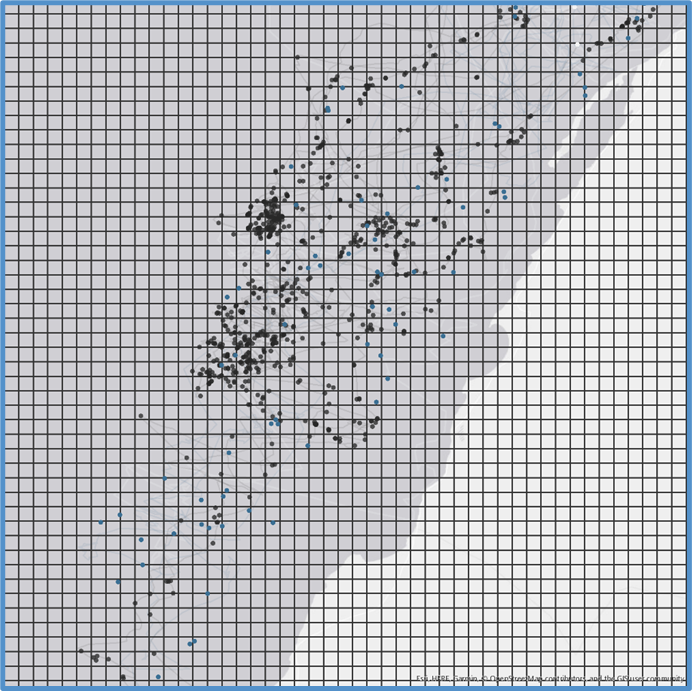 Esri, HERE, Garmin, © OpenStreetMap contributors, and the GIS user community